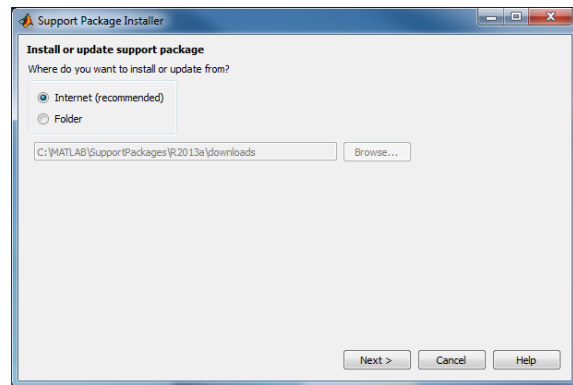 Support Package Installer
Install or update support package
Where do you want to install or update from?
Internet (recommended)
Folder
C:\MATLAB\SupportPackages\R2013a\downloads
Browse...
Next >
Cancel
Help